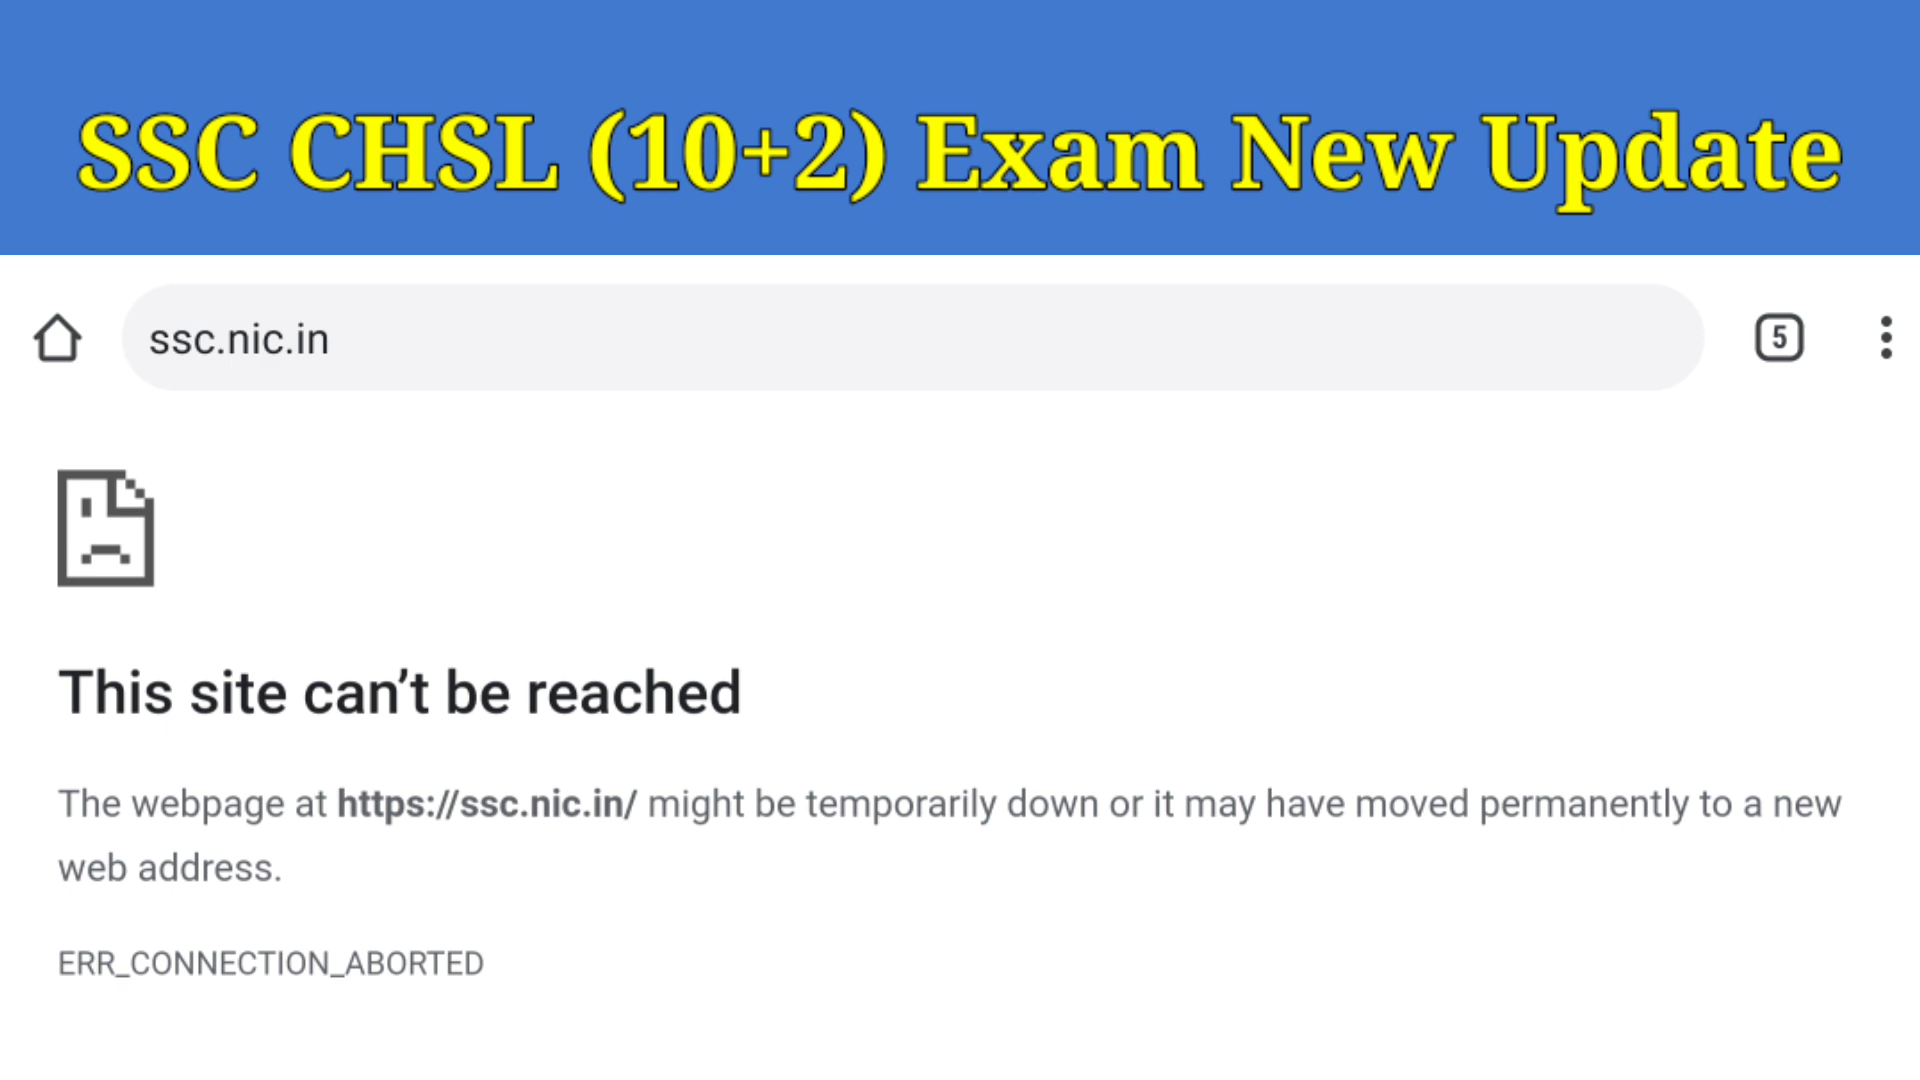 SSC CHSL (10+2) Exam New Update
ssc.nic.in
5
This site can’t be reached
The webpage at https://ssc.nic.in/ might be temporarily down or it may have moved permanently to a new
web address.
ERR_CONNECTION_ABORTED